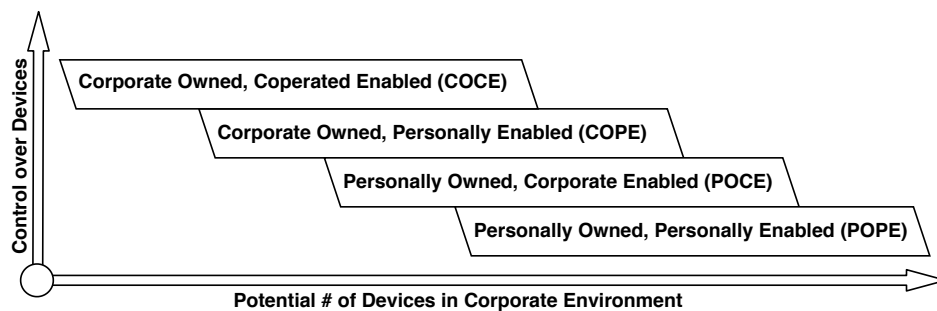 Control over Devices
Corporate Owned, Coperated Enabled (COCE)
Corporate Owned, Personally Enabled (COPE)
Personally Owned, Corporate Enabled (POCE)
Personally Owned, Personally Enabled (POPE)
Potential # of Devices in Corporate Environment